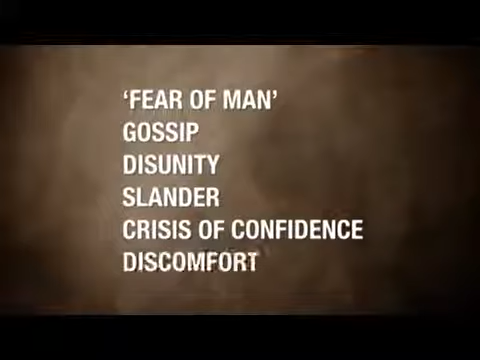 ‘FEAR OF MAN’
GOSSIP
DISUNITY
SLANDER
CRISIS OF CONFIDENCE
DISCOMFORT